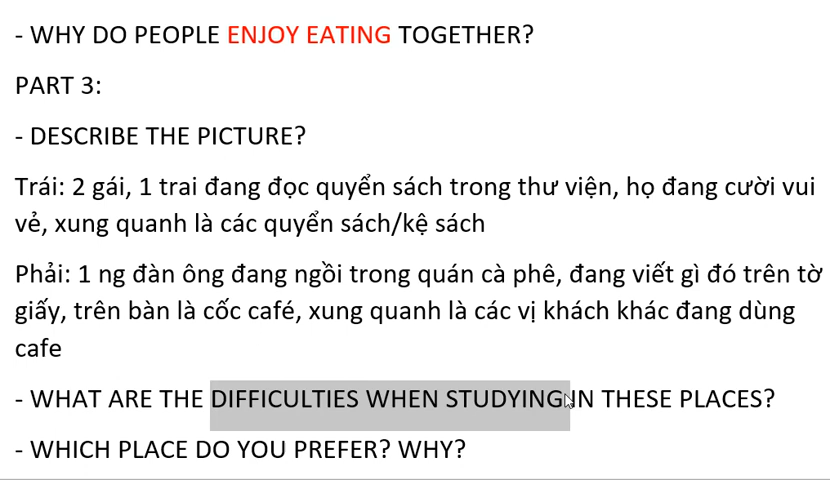 - WHY DO PEOPLE ENJOY EATING TOGETHER?
PART 3:
- DESCRIBE THE PICTURE?
Trái: 2 gái, 1 trai đang đọc quyển sách trong thư viện, họ đang cười vui
vẻ, xung quanh là các quyển sách/kệ sách
Phải: 1 ng đàn ông đang ngồi trong quán cà phê, đang viết gì đó trên tờ
giấy, trên bàn là cốc café, xung quanh là các vị khách khác đang dùng
cafe
- WHAT ARE THE DIFFICULTIES WHEN STUDYING IN THESE PLACES?
- WHICH PLACE DO YOU PREFER? WHY?